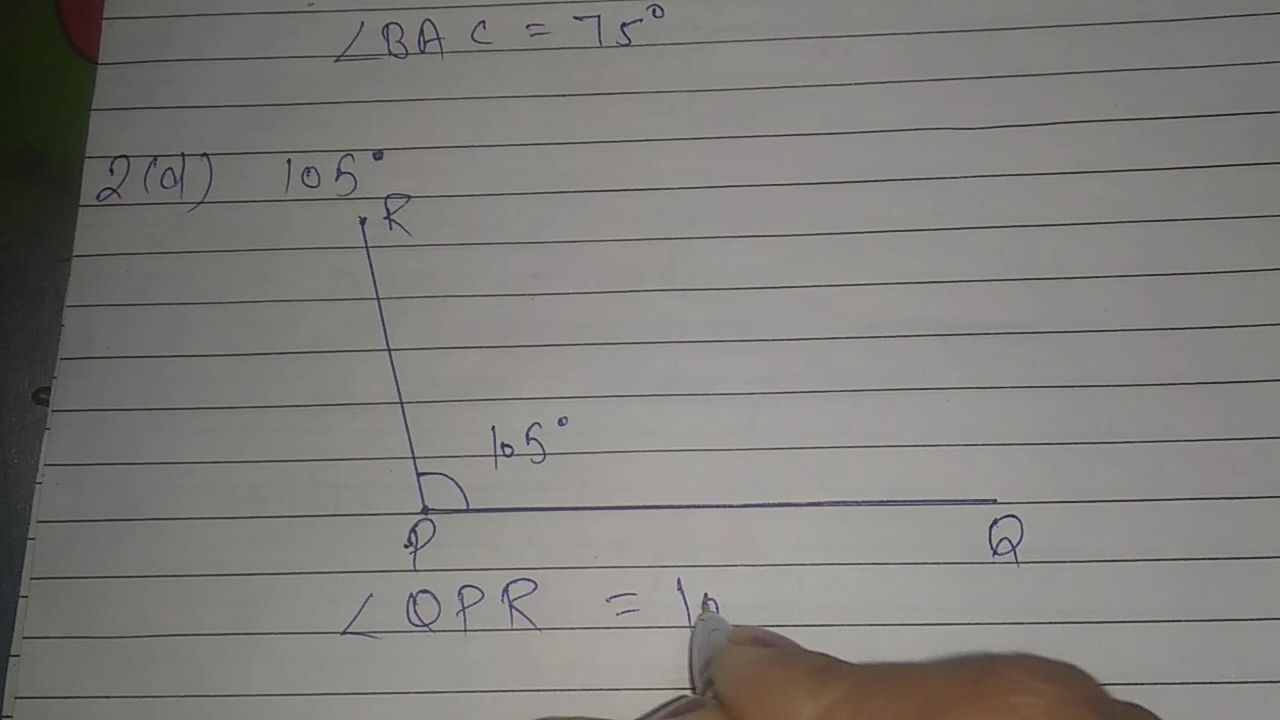 ∠BAC = 75°
2(d) 105°
R
105°
P Q
∠QPR = 10